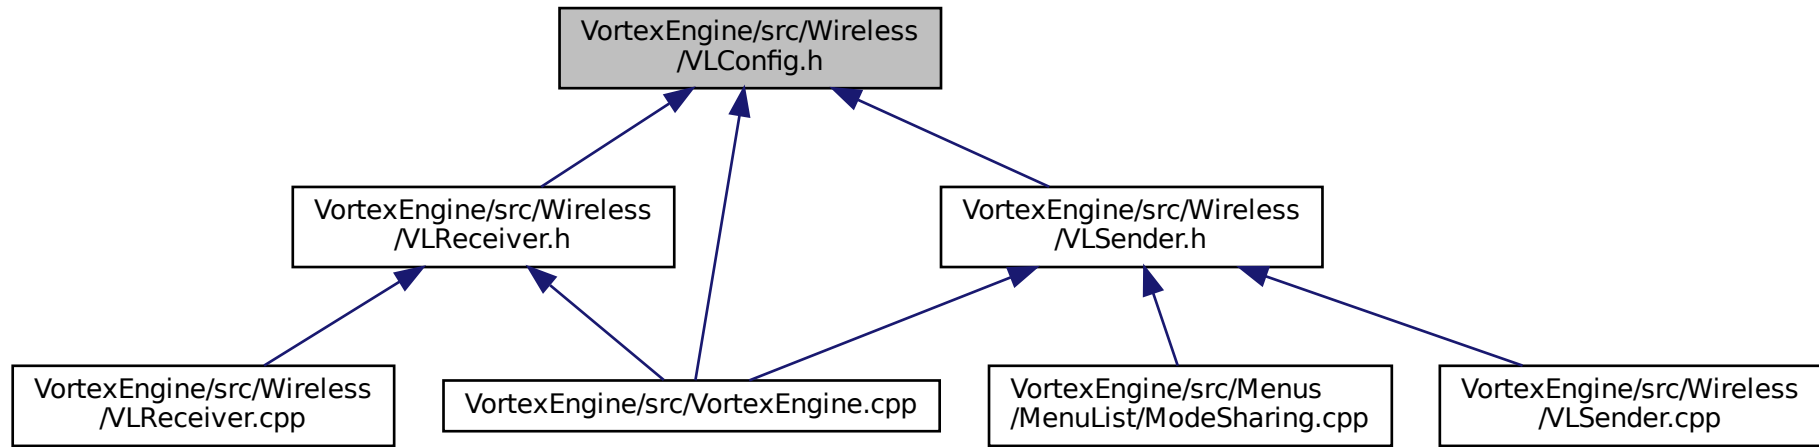 VortexEngine/src/Wireless
/VLConfig.h
VortexEngine/src/Wireless
/VLReceiver.h
VortexEngine/src/Wireless
/VLSender.h
VortexEngine/src/Wireless
/VLReceiver.cpp
VortexEngine/src/VortexEngine.cpp
VortexEngine/src/Menus
/MenuList/ModeSharing.cpp
VortexEngine/src/Wireless
/VLSender.cpp